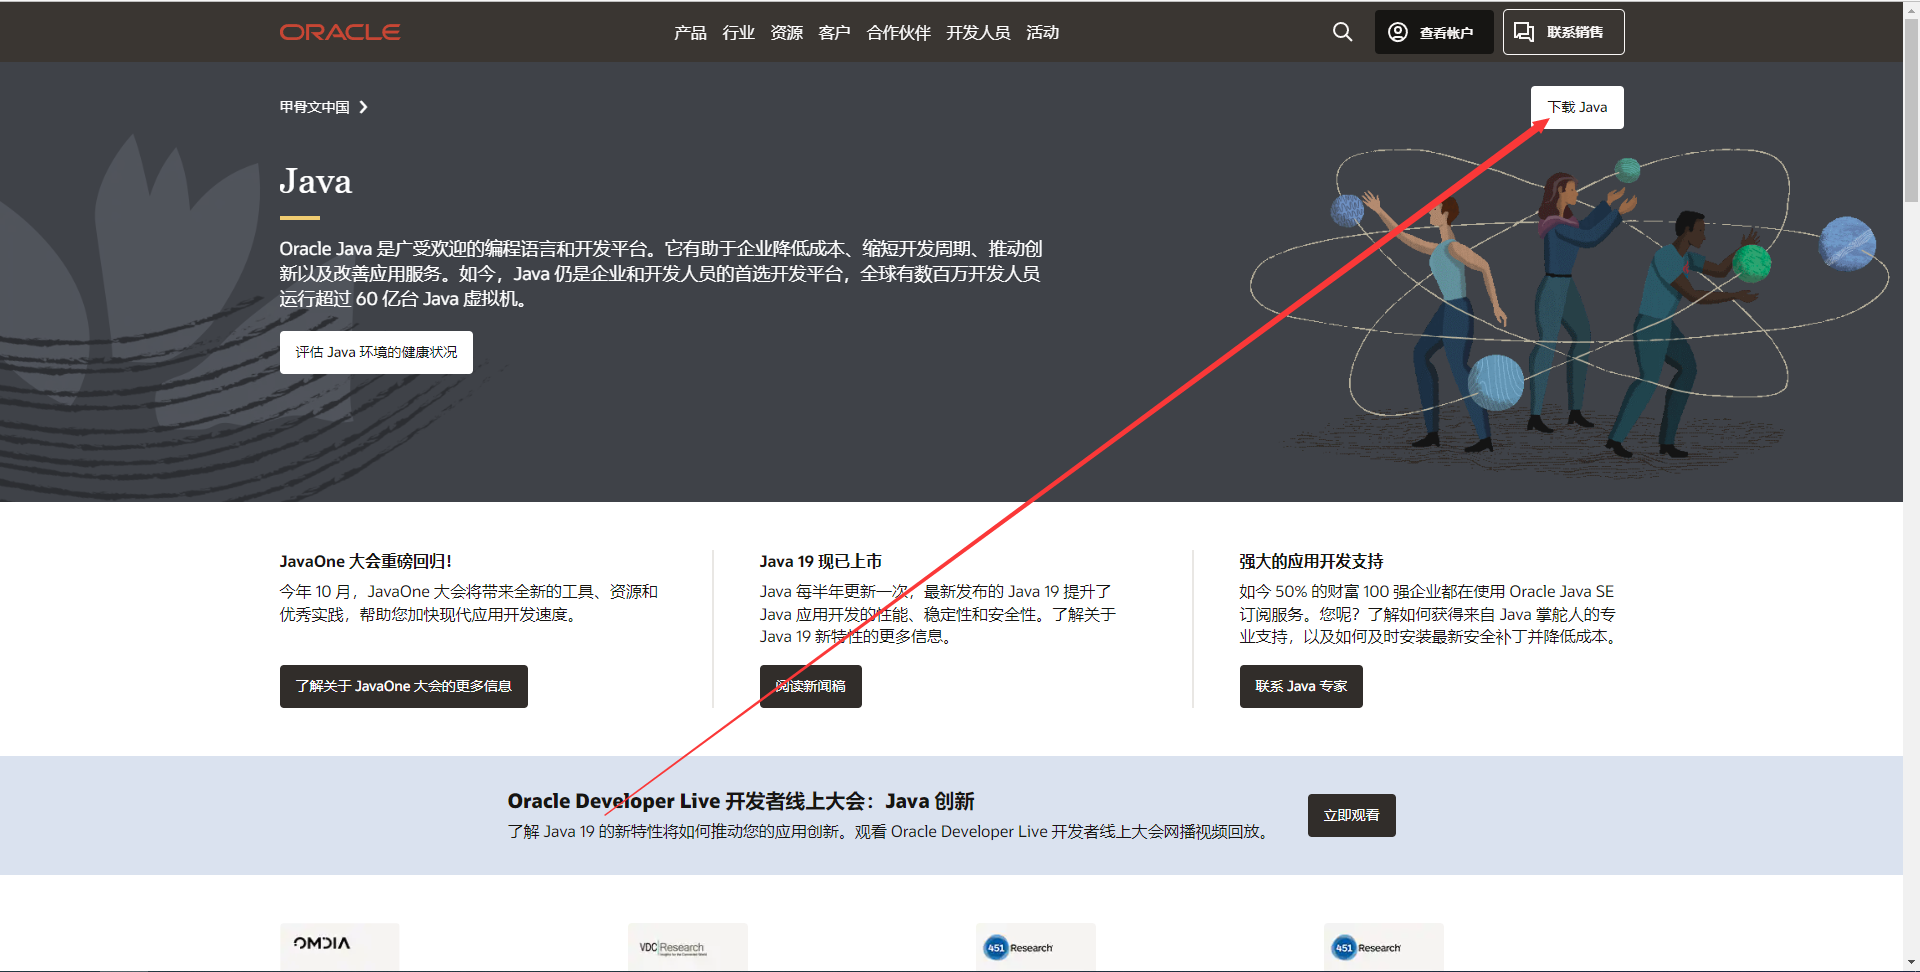 ORACLE
产品 行业 资源 客户 合作伙伴 开发人员 活动
查看帐户
联系销售
甲骨文中国
下载 Java
Java
Oracle Java 是广受欢迎的编程语言和开发平台。它有助于企业降低成本、缩短开发周期、推动创
新以及改善应用服务。如今，Java 仍是企业和开发人员的首选开发平台，全球有数百万开发人员
运行超过 60 亿台 Java 虚拟机。
评估 Java 环境的健康状况
JavaOne 大会重磅回归！
今年 10 月，JavaOne 大会将带来全新的工具、资源和
优秀实践，帮助您加快现代应用开发速度。
了解关于 JavaOne 大会的更多信息
Java 19 现已上市
Java 每半年更新一次，最新发布的 Java 19 提升了
Java 应用开发的性能、稳定性和安全性。了解关于
Java 19 新特性的更多信息。
阅读新闻稿
强大的应用开发支持
如今 50% 的财富 100 强企业都在使用 Oracle Java SE
订阅服务。您呢？了解如何获得来自 Java 掌舵人的专
业支持，以及如何及时安装最新安全补丁并降低成本。
联系 Java 专家
Oracle Developer Live 开发者线上大会：Java 创新
了解 Java 19 的新特性将如何推动您的应用创新。观看 Oracle Developer Live 开发者线上大会网播视频回放。
立即观看
OMDIA
VDC Research
451 Research
451 Research